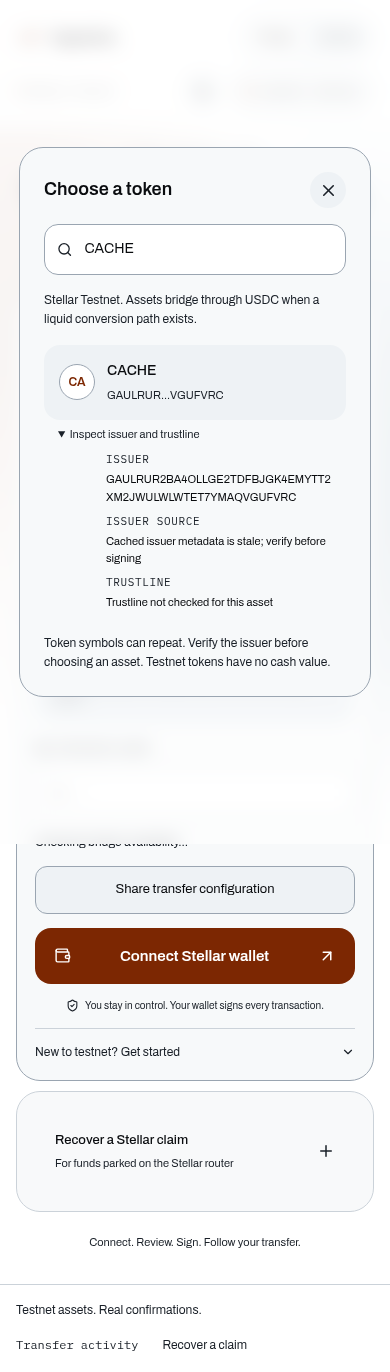 Choose a token
CACHE
Stellar Testnet. Assets bridge through USDC when a
liquid conversion path exists.
CA
CACHE
GAULRUR...VGUFVRC
Inspect issuer and trustline
ISSUER
GAULRUR2BA4OLLGE2TDFBJGK4EMYTT2
XM2JWULWLWTET7YMAQVGUFVRC
ISSUER SOURCE
Cached issuer metadata is stale; verify before
signing
TRUSTLINE
Trustline not checked for this asset
Token symbols can repeat. Verify the issuer before
choosing an asset. Testnet tokens have no cash value.
Checking bridge availability...
Share transfer configuration
Connect Stellar wallet
You stay in control. Your wallet signs every transaction.
New to testnet? Get started
Recover a Stellar claim
For funds parked on the Stellar router
Connect. Review. Sign. Follow your transfer.
Testnet assets. Real confirmations.
Transfer activity Recover a claim